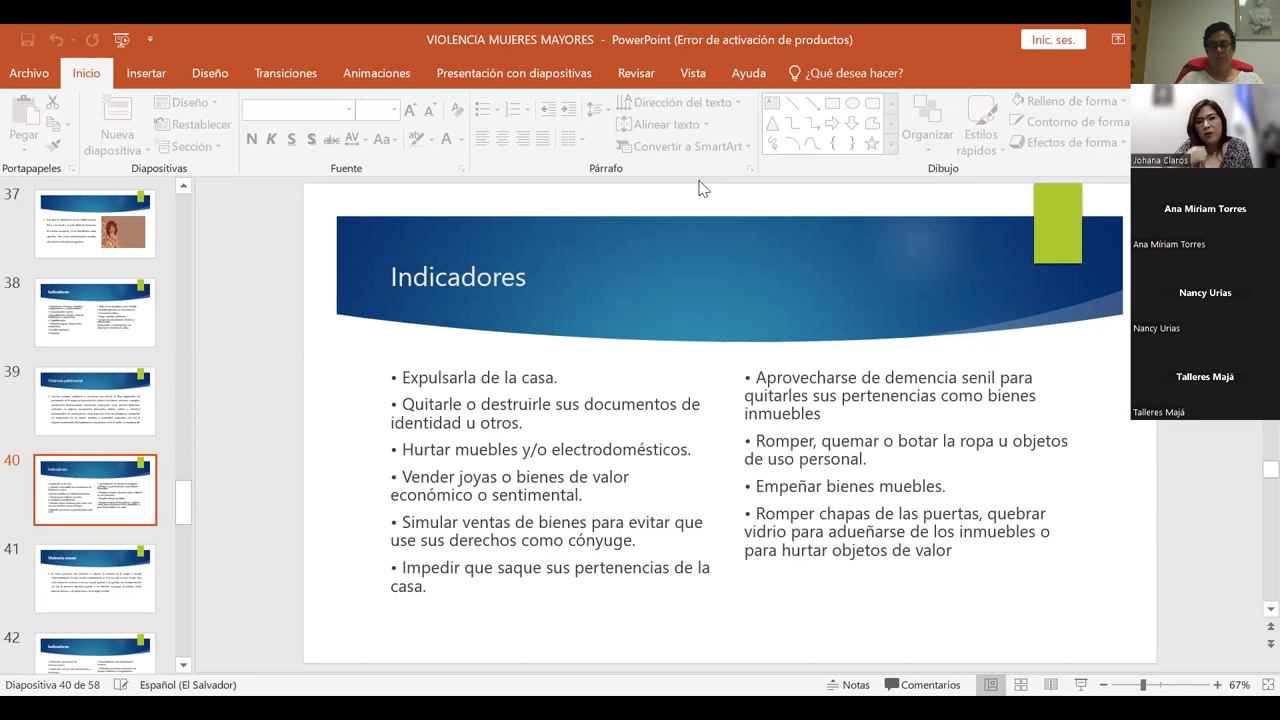 VIOLENCIA MUJERES MAYORES - PowerPoint (Error de activación de productos)
Inic. ses.
Archivo Inicio Insertar Diseño Transiciones Animaciones Presentación con diapositivas Revisar Vista Ayuda ¿Qué desea hacer?
Pegar
Nueva diapositiva
Diseño
Restablecer
Sección
N K S S abc AV Aa A
Dirección del texto
Alinear texto
Convertir a SmartArt
Organizar
Estilos rápidos
Relleno de forma
Contorno de forma
Efectos de forma
Portapapeles Diapositivas Fuente Párrafo Dibujo
Johana Claros
Ana Miriam Torres
Ana Míriam Torres
Nancy Urias
Nancy Urias
Talleres Majá
Talleres Majá
37
38
Indicadores
39
Violencia patrimonial
40
Indicadores
41
Violencia sexual
42
Indicadores
Indicadores
• Expulsarla de la casa.
• Quitarle o destruirle sus documentos de
identidad u otros.
• Hurtar muebles y/o electrodomésticos.
• Vender joyas o bienes de valor
económico o sentimental.
• Simular ventas de bienes para evitar que
use sus derechos como cónyuge.
• Impedir que saque sus pertenencias de la
casa.
• Aprovecharse de demencia senil para
quitarles sus pertenencias como bienes
inmuebles
• Romper, quemar o botar la ropa u objetos
de uso personal.
• Empeñar bienes muebles.
• Romper chapas de las puertas, quebrar
vidrio para adueñarse de los inmuebles o
para hurtar objetos de valor
Diapositiva 40 de 58 Español (El Salvador) Notas Comentarios 67%